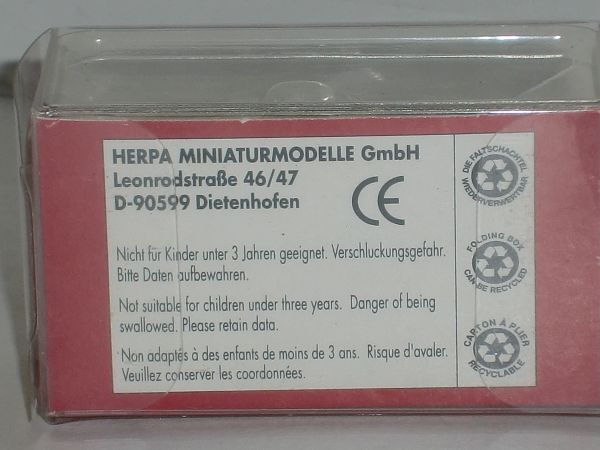 HERPA MINIATURMODELLE GmbH
Leonrodstraße 46/47
D-90599 Dietenhofen
CE
Nicht für Kinder unter 3 Jahren geeignet. Verschluckungsgefahr.
Bitte Daten aufbewahren.
Not suitable for children under three years. Danger of being
swallowed. Please retain data.
Non adaptés à des enfants de moins de 3 ans. Risque d'avaler.
Veuillez conserver les coordonnées.
DIE FALTSCHACHTEL
WIEDERVERWERTBAR
FOLDING BOX
CAN BE RECYCLED
CARTON À PLIER
RECYCLABLE